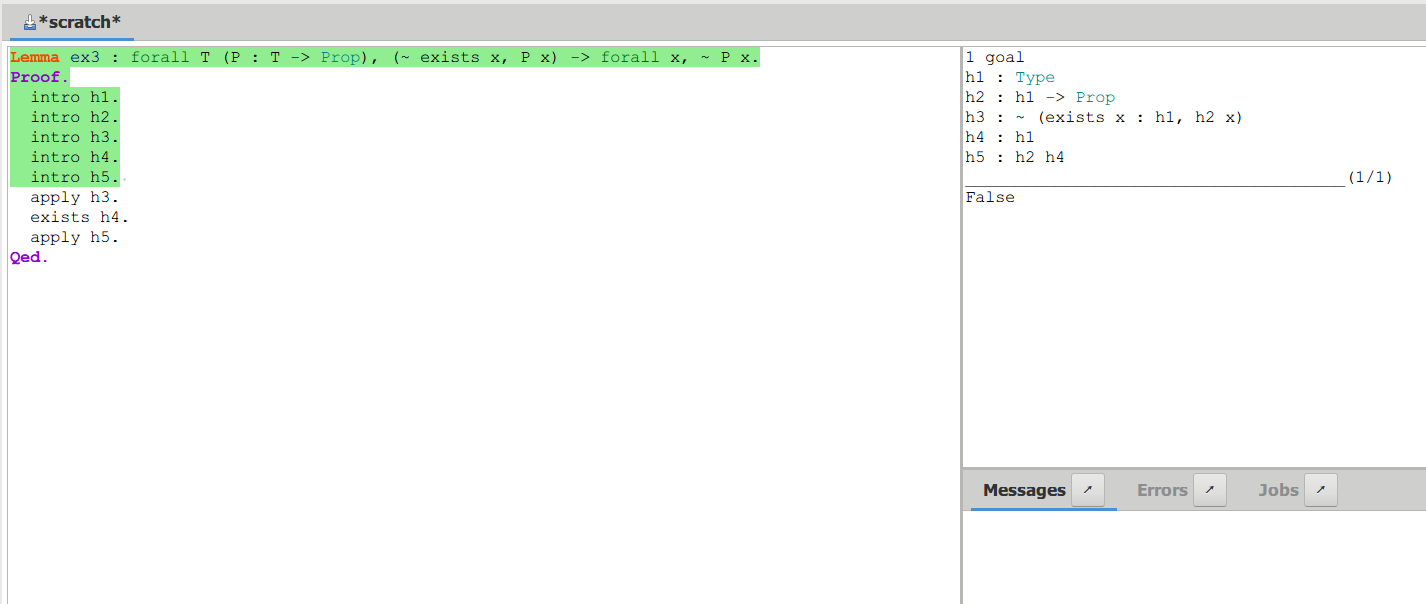 *scratch*
Lemma ex3 : forall T (P : T -> Prop), (~ exists x, P x) -> forall x, ~ P x.
Proof.
intro h1.
intro h2.
intro h3.
intro h4.
intro h5.
apply h3.
exists h4.
apply h5.
Qed.
1 goal
h1 : Type
h2 : h1 -> Prop
h3 : ~ (exists x : h1, h2 x)
h4 : h1
h5 : h2 h4
______________________________________(1/1)
False
Messages Errors Jobs